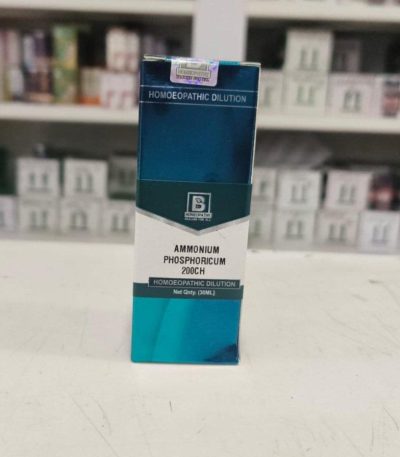 HOMOEOPATHIC DILUTION
B
AMMONIUM
PHOSPHORICUM
200CH
HOMOEOPATHIC DILUTION
Net Qnty. (30ML)